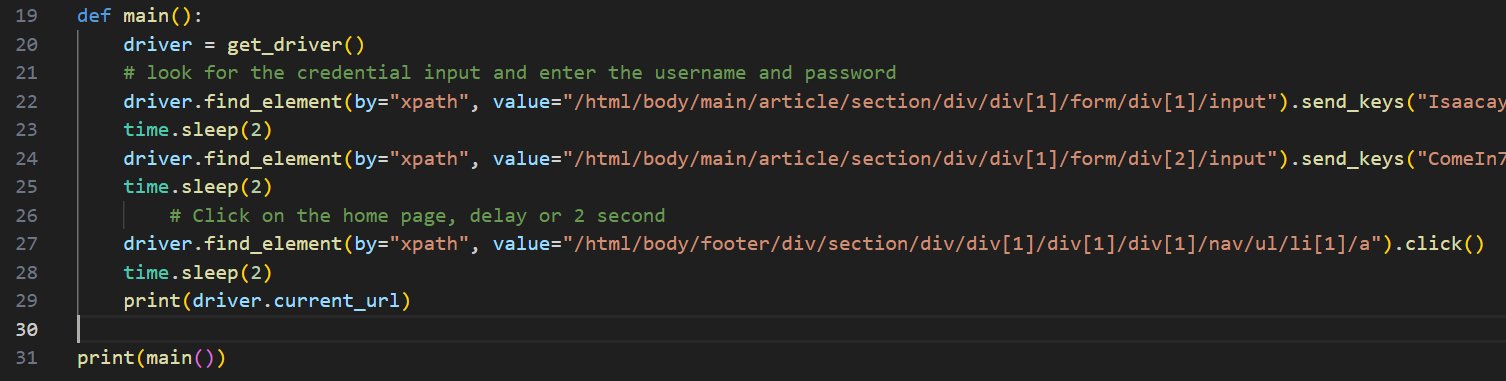 19 def main():
20 driver = get_driver()
21 # look for the credential input and enter the username and password
22 driver.find_element(by="xpath", value="/html/body/main/article/section/div/div[1]/form/div[1]/input").send_keys("Isaacay
23 time.sleep(2)
24 driver.find_element(by="xpath", value="/html/body/main/article/section/div/div[1]/form/div[2]/input").send_keys("ComeIn7
25 time.sleep(2)
26 # Click on the home page, delay or 2 second
27 driver.find_element(by="xpath", value="/html/body/footer/div/section/div/div[1]/div[1]/div[1]/nav/ul/li[1]/a").click()
28 time.sleep(2)
29 print(driver.current_url)
30
31 print(main())